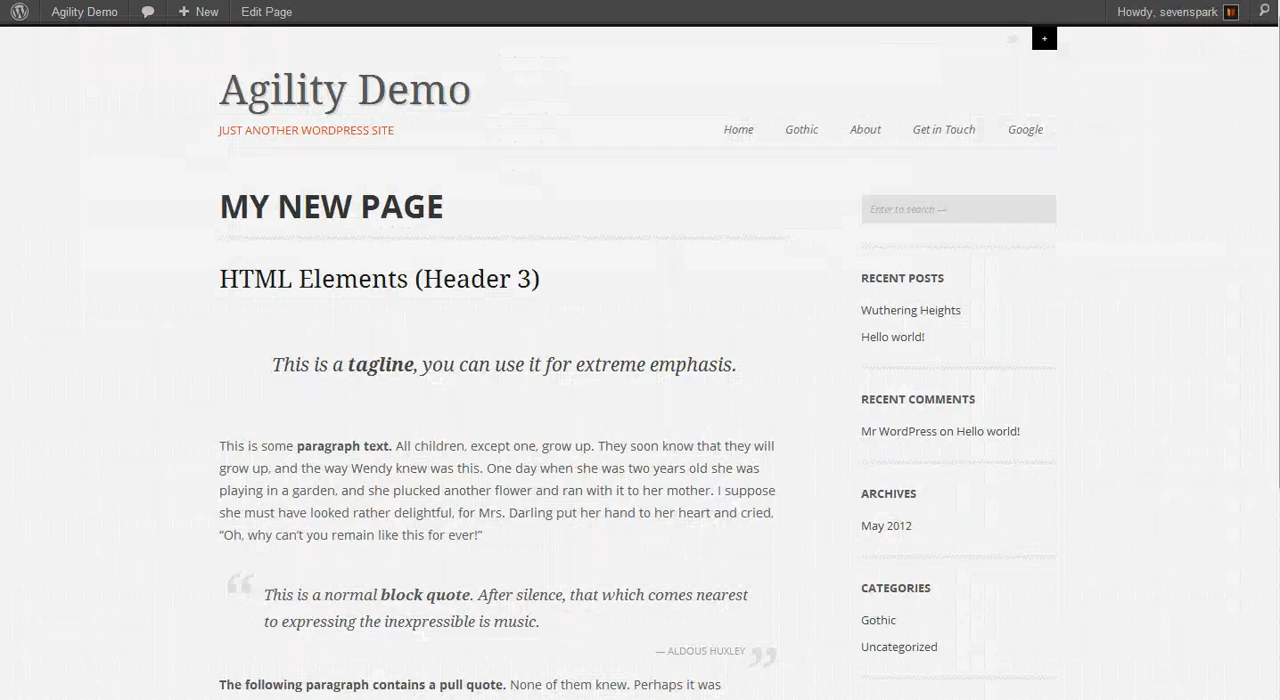 Agility Demo
New
Edit Page
Howdy, sevenspark
+
Agility Demo
JUST ANOTHER WORDPRESS SITE
Home
Gothic
About
Get in Touch
Google
MY NEW PAGE
HTML Elements (Header 3)
This is a tagline, you can use it for extreme emphasis.
This is some paragraph text. All children, except one, grow up. They soon know that they will
grow up, and the way Wendy knew was this. One day when she was two years old she was
playing in a garden, and she plucked another flower and ran with it to her mother. I suppose
she must have looked rather delightful, for Mrs. Darling put her hand to her heart and cried,
“Oh, why can’t you remain like this for ever!”
“
This is a normal block quote. After silence, that which comes nearest
to expressing the inexpressible is music.
— ALDOUS HUXLEY
”
The following paragraph contains a pull quote. None of them knew. Perhaps it was
Enter to search —
RECENT POSTS
Wuthering Heights
Hello world!
RECENT COMMENTS
Mr WordPress on Hello world!
ARCHIVES
May 2012
CATEGORIES
Gothic
Uncategorized